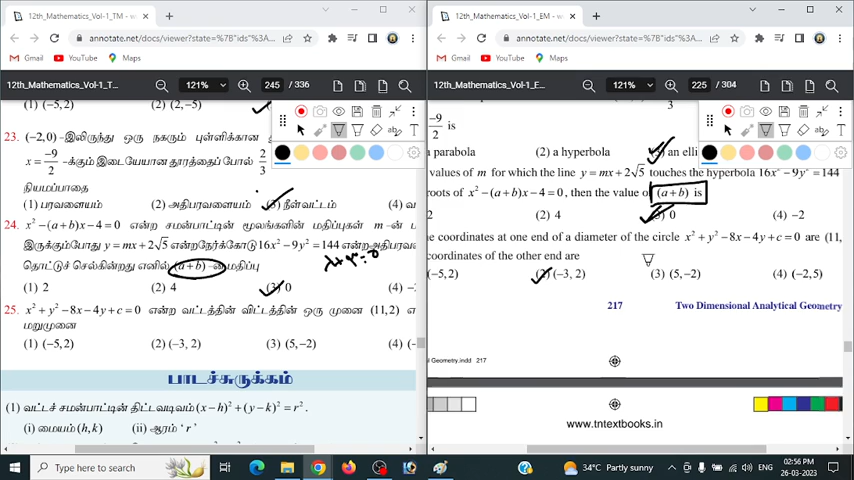 12th_Mathematics_Vol-1_TM - An
annotate.net/docs/viewer?state=%7B"ids"%3A...
Gmail
YouTube
Maps
12th_Mathematics_Vol-1_T...
121%
245 / 336
(1) (−5, 2) (2) (2, −5)
23. (−2, 0) -இலிருந்து ஒரு நகரும் புள்ளிக்கான
x = −9/2 -க்கும் இடையேயான தூரத்தைப் போல் 2/3
நியமப்பாதை
(1) பரவளையம் (2) அதிபரவளையம் (3) நீள்வட்டம் (4) வட்
24. x² − (a + b)x − 4 = 0 என்ற சமன்பாட்டின் மூலங்களின் மதிப்புகள் m -ன் ம
இருக்கும்போது y = mx + 2√5 என்றநேர்க்கோடு 16x² − 9y² = 144 என்றஅதிபரவ
தொட்டுச் செல்கின்றது எனில் (a + b) -ன் மதிப்பு
(1) 2 (2) 4 (3) 0 (4) −2
25. x² + y² − 8x − 4y + c = 0 என்ற வட்டத்தின் விட்டத்தின் ஒரு முனை (11, 2) எ
மறுமுனை
(1) (−5, 2) (2) (−3, 2) (3) (5, −2) (4) (−
பாடச்சுருக்கம்
(1) வட்டச் சமன்பாட்டின் திட்டவடிவம் (x − h)² + (y − k)² = r².
(i) மையம் (h, k) (ii) ஆரம் ‘r’
12th_Mathematics_Vol-1_EM - An
annotate.net/docs/viewer?state=%7B"ids"%3A...
Gmail
YouTube
Maps
12th_Mathematics_Vol-1_E...
121%
225 / 304
3
−9/2 is
a parabola (2) a hyperbola an elli
values of m for which the line y = mx + 2√5 touches the hyperbola 16x² − 9y² = 144
roots of x² − (a + b)x − 4 = 0, then the value of (a + b) is
2 (2) 4 (3) 0 (4) −2
he coordinates at one end of a diameter of the circle x² + y² − 8x − 4y + c = 0 are (11,
coordinates of the other end are
(−5, 2) (2) (−3, 2) (3) (5, −2) (4) (−2, 5)
217 Two Dimensional Analytical Geometry
Geometry.indd 217
www.tntextbooks.in
Type here to search
34°C Partly sunny
ENG
02:56 PM
26-03-2023